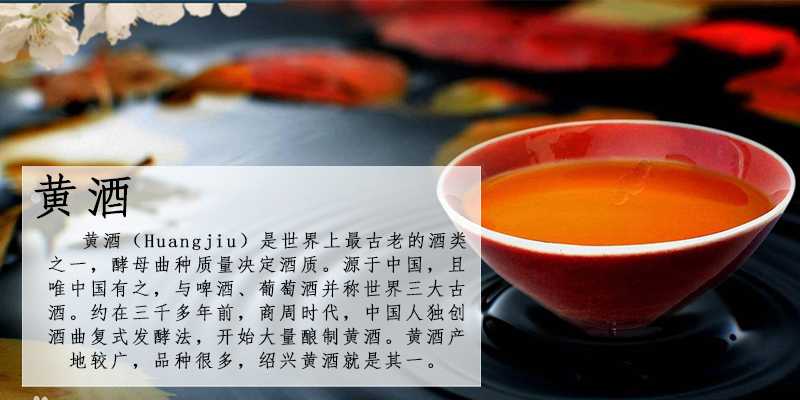 黄酒
黄酒（Huangjiu）是世界上最古老的酒类
之一，酵母曲种质量决定酒质。源于中国，且
唯中国有之，与啤酒、葡萄酒并称世界三大古
酒。约在三千多年前，商周时代，中国人独创
酒曲复式发酵法，开始大量酿制黄酒。黄酒产
地较广，品种很多，绍兴黄酒就是其一。